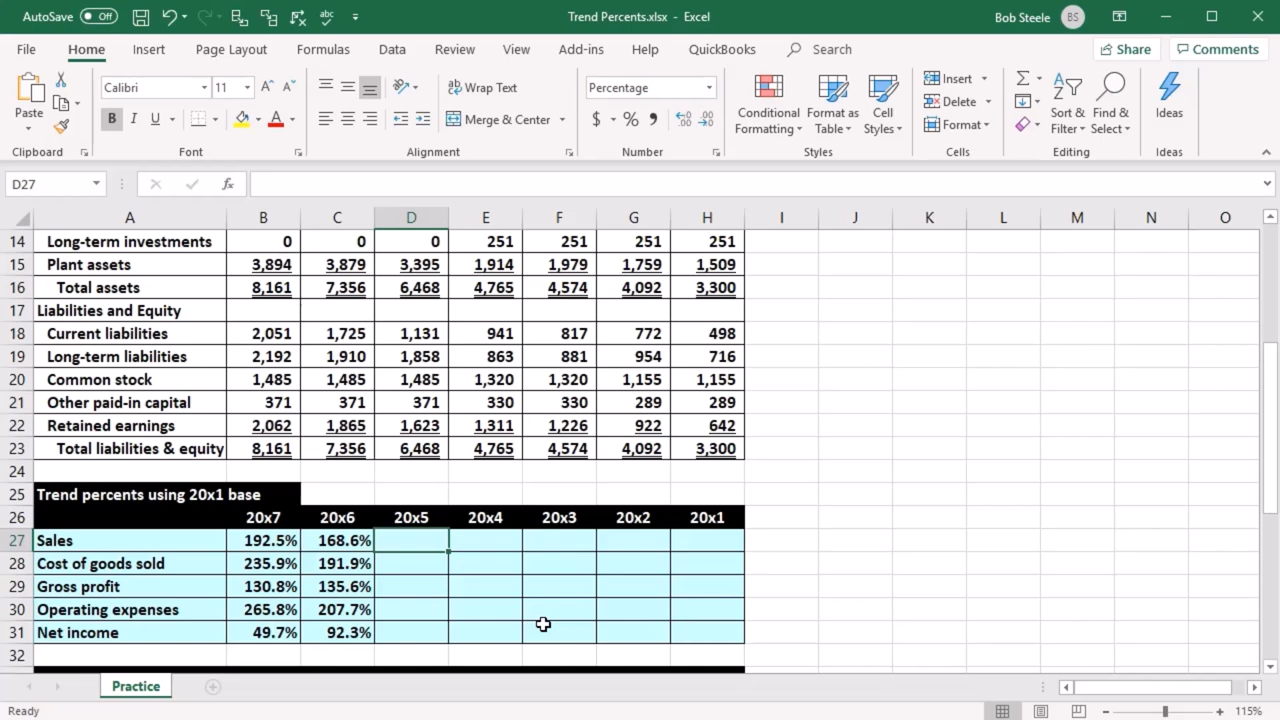 AutoSave Off abc Trend Percents.xlsx - Excel Bob Steele BS
File Home Insert Page Layout Formulas Data Review View Add-ins Help QuickBooks Search Share Comments
Paste Calibri 11 A A B I U A Wrap Text Merge & Center Percentage $ % , Conditional Formatting Format as Table Cell Styles Insert Delete Format Sort & Filter Find & Select Ideas
Clipboard Font Alignment Number Styles Cells Editing Ideas
D27 fx
A B C D E F G H I J K L M N O
14 Long-term investments 0 0 0 251 251 251 251
15 Plant assets 3,894 3,879 3,395 1,914 1,979 1,759 1,509
16 Total assets 8,161 7,356 6,468 4,765 4,574 4,092 3,300
17 Liabilities and Equity
18 Current liabilities 2,051 1,725 1,131 941 817 772 498
19 Long-term liabilities 2,192 1,910 1,858 863 881 954 716
20 Common stock 1,485 1,485 1,485 1,320 1,320 1,155 1,155
21 Other paid-in capital 371 371 371 330 330 289 289
22 Retained earnings 2,062 1,865 1,623 1,311 1,226 922 642
23 Total liabilities & equity 8,161 7,356 6,468 4,765 4,574 4,092 3,300
24
25 Trend percents using 20x1 base
26 20x7 20x6 20x5 20x4 20x3 20x2 20x1
27 Sales 192.5% 168.6%
28 Cost of goods sold 235.9% 191.9%
29 Gross profit 130.8% 135.6%
30 Operating expenses 265.8% 207.7%
31 Net income 49.7% 92.3%
32
Practice
Ready 115%